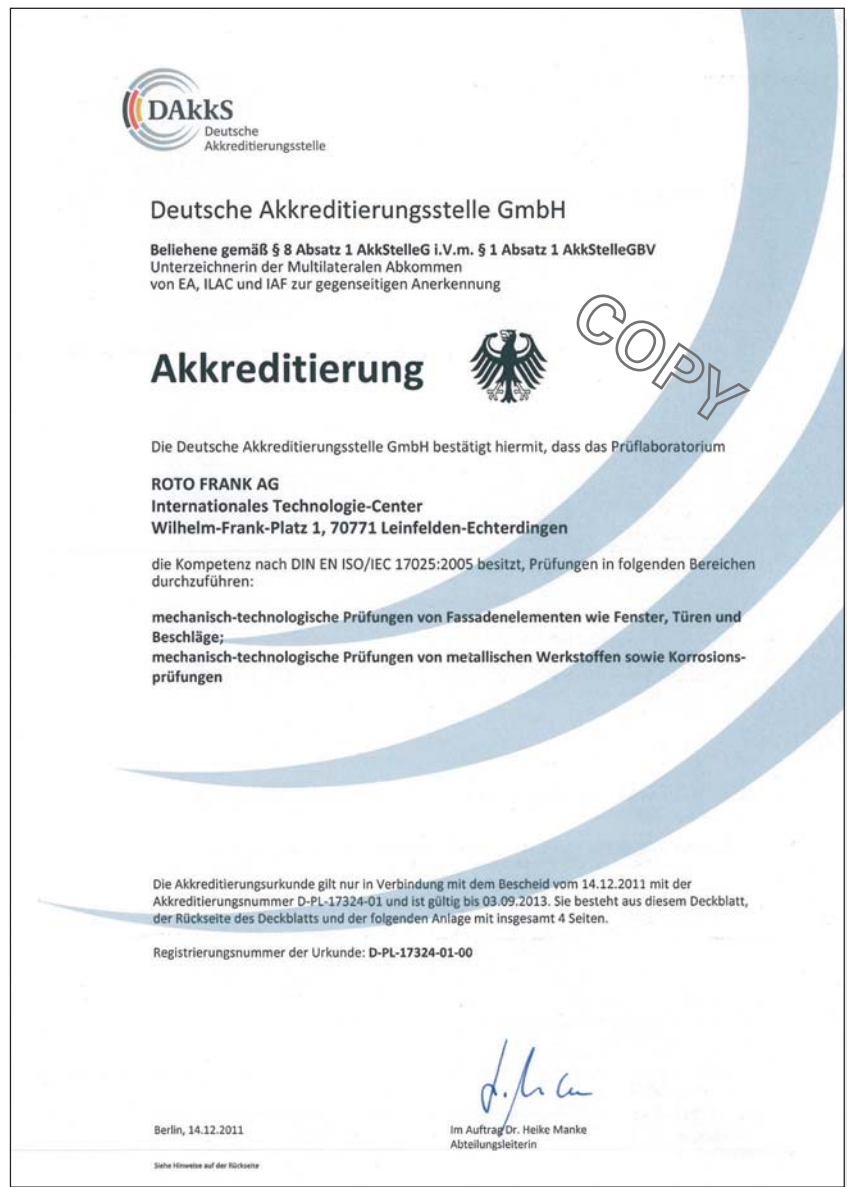 DAkkS
Deutsche
Akkreditierungsstelle
Deutsche Akkreditierungsstelle GmbH
Beliehene gemäß § 8 Absatz 1 AkkStelleG i.V.m. § 1 Absatz 1 AkkStelleGBV
Unterzeichnerin der Multilateralen Abkommen
von EA, ILAC und IAF zur gegenseitigen Anerkennung
COPY
Akkreditierung
Die Deutsche Akkreditierungsstelle GmbH bestätigt hiermit, dass das Prüflaboratorium
ROTO FRANK AG
Internationales Technologie-Center
Wilhelm-Frank-Platz 1, 70771 Leinfelden-Echterdingen
die Kompetenz nach DIN EN ISO/IEC 17025:2005 besitzt, Prüfungen in folgenden Bereichen
durchzuführen:
mechanisch-technologische Prüfungen von Fassadenelementen wie Fenster, Türen und
Beschläge;
mechanisch-technologische Prüfungen von metallischen Werkstoffen sowie Korrosions-
prüfungen
Die Akkreditierungsurkunde gilt nur in Verbindung mit dem Bescheid vom 14.12.2011 mit der
Akkreditierungsnummer D-PL-17324-01 und ist gültig bis 03.09.2013. Sie besteht aus diesem Deckblatt,
der Rückseite des Deckblatts und der folgenden Anlage mit insgesamt 4 Seiten.
Registrierungsnummer der Urkunde: D-PL-17324-01-00
Berlin, 14.12.2011
Im Auftrag Dr. Heike Manke
Abteilungsleiterin
Siehe Hinweise auf der Rückseite